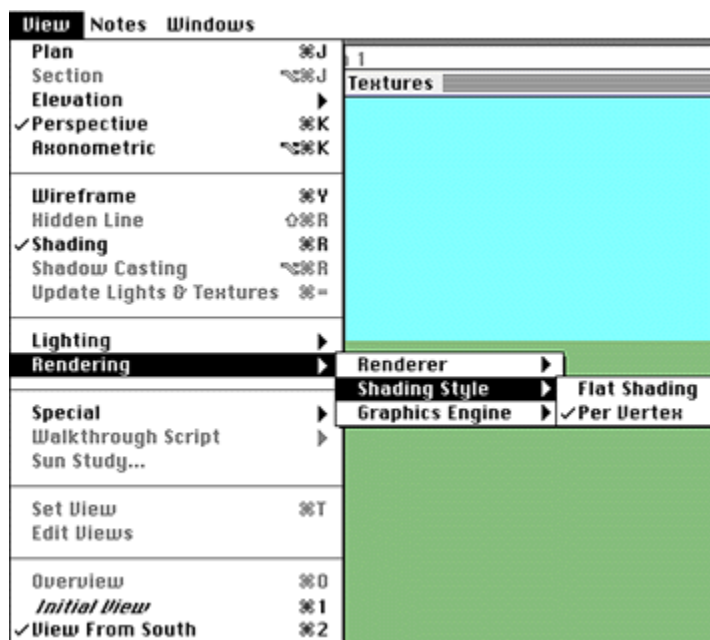 View Notes Windows
Plan ⌘J
Section ⌥⌘J
Elevation ▶
✓Perspective ⌘K
Axonometric ⌥⌘K
Wireframe ⌘Y
Hidden Line ⇧⌘R
✓Shading ⌘R
Shadow Casting ⌥⌘R
Update Lights & Textures ⌘=
Lighting ▶
Rendering ▶
Special ▶
Walkthrough Script ▶
Sun Study...
Set View ⌘T
Edit Views
Overview ⌘0
Initial View ⌘1
✓View From South ⌘2
1
Textures
Renderer ▶
Shading Style ▶
Graphics Engine ▶
Flat Shading
✓Per Vertex